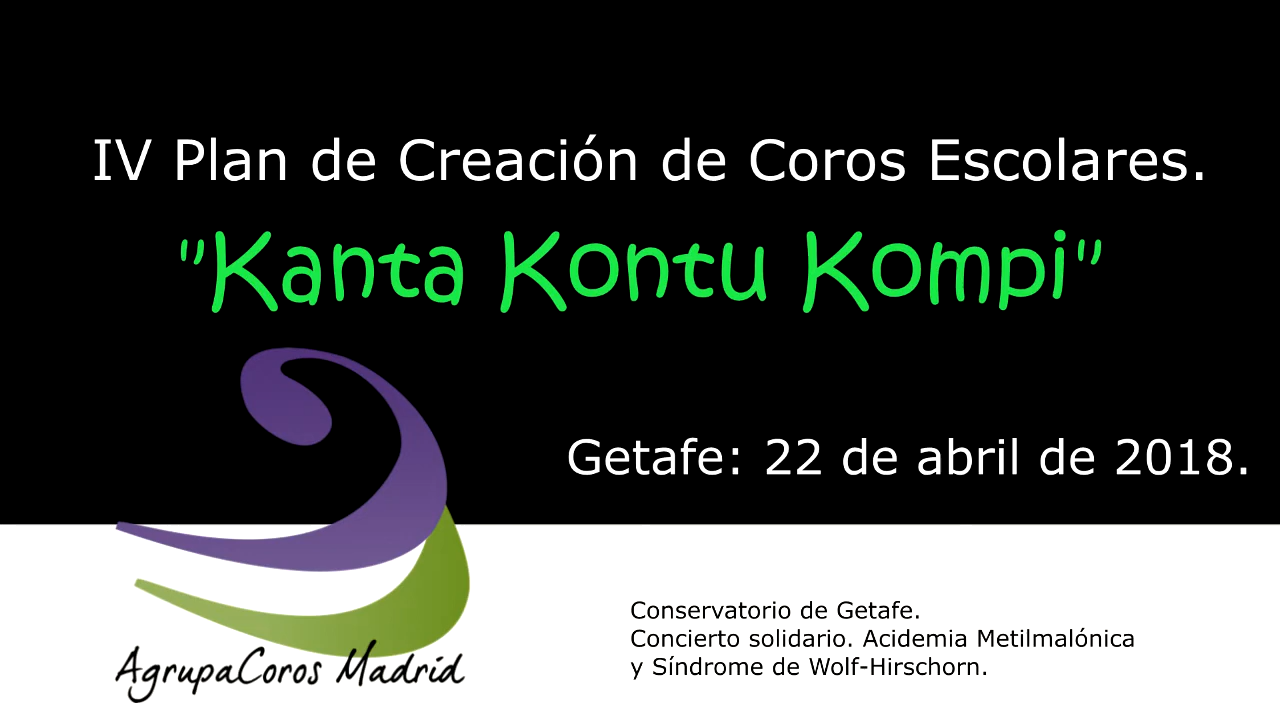 IV Plan de Creación de Coros Escolares.
"Kanta Kontu Kompi"
Getafe: 22 de abril de 2018.
AgrupaCoros Madrid
Conservatorio de Getafe.
Concierto solidario. Acidemia Metilmalónica
y Síndrome de Wolf-Hirschorn.